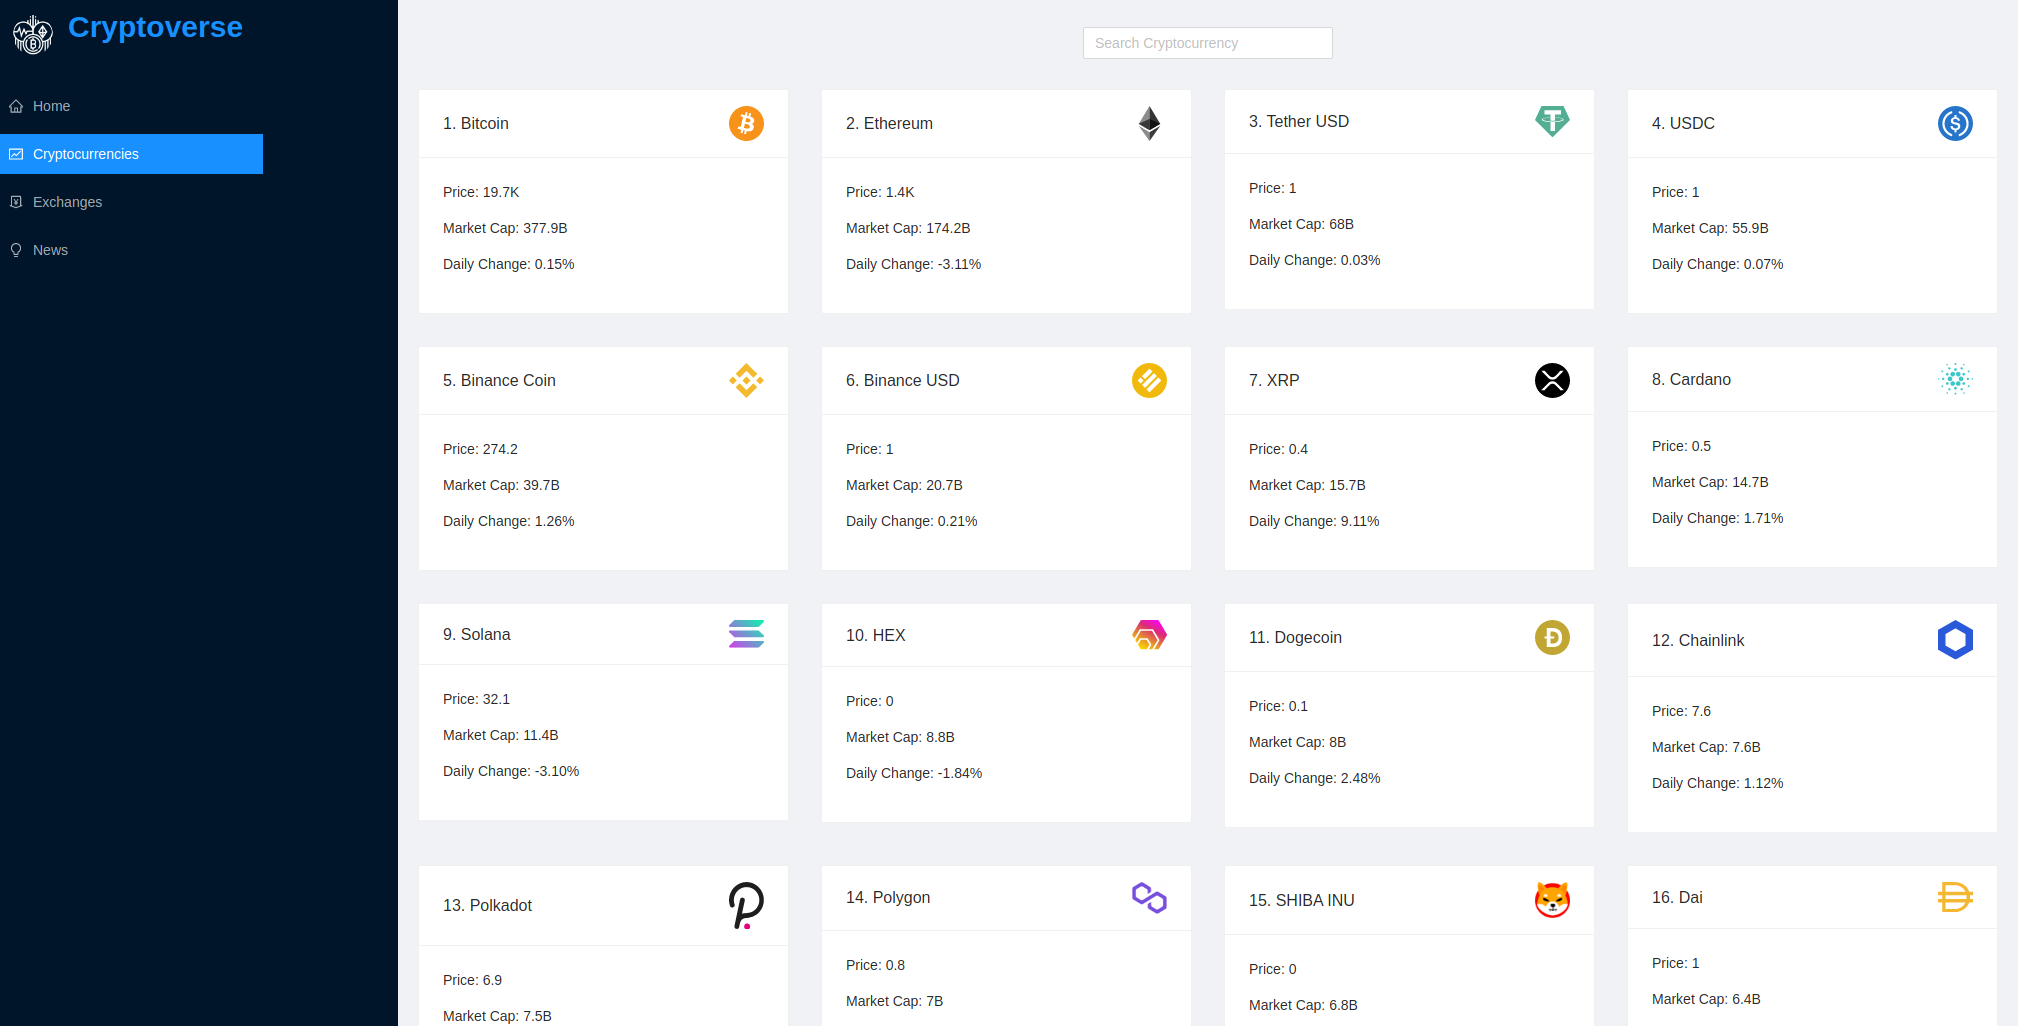 Cryptoverse
Home
Cryptocurrencies
Exchanges
News
Search Cryptocurrency
1. Bitcoin
Price: 19.7K
Market Cap: 377.9B
Daily Change: 0.15%
2. Ethereum
Price: 1.4K
Market Cap: 174.2B
Daily Change: -3.11%
3. Tether USD
Price: 1
Market Cap: 68B
Daily Change: 0.03%
4. USDC
Price: 1
Market Cap: 55.9B
Daily Change: 0.07%
5. Binance Coin
Price: 274.2
Market Cap: 39.7B
Daily Change: 1.26%
6. Binance USD
Price: 1
Market Cap: 20.7B
Daily Change: 0.21%
7. XRP
Price: 0.4
Market Cap: 15.7B
Daily Change: 9.11%
8. Cardano
Price: 0.5
Market Cap: 14.7B
Daily Change: 1.71%
9. Solana
Price: 32.1
Market Cap: 11.4B
Daily Change: -3.10%
10. HEX
Price: 0
Market Cap: 8.8B
Daily Change: -1.84%
11. Dogecoin
Price: 0.1
Market Cap: 8B
Daily Change: 2.48%
12. Chainlink
Price: 7.6
Market Cap: 7.6B
Daily Change: 1.12%
13. Polkadot
Price: 6.9
Market Cap: 7.5B
14. Polygon
Price: 0.8
Market Cap: 7B
15. SHIBA INU
Price: 0
Market Cap: 6.8B
16. Dai
Price: 1
Market Cap: 6.4B